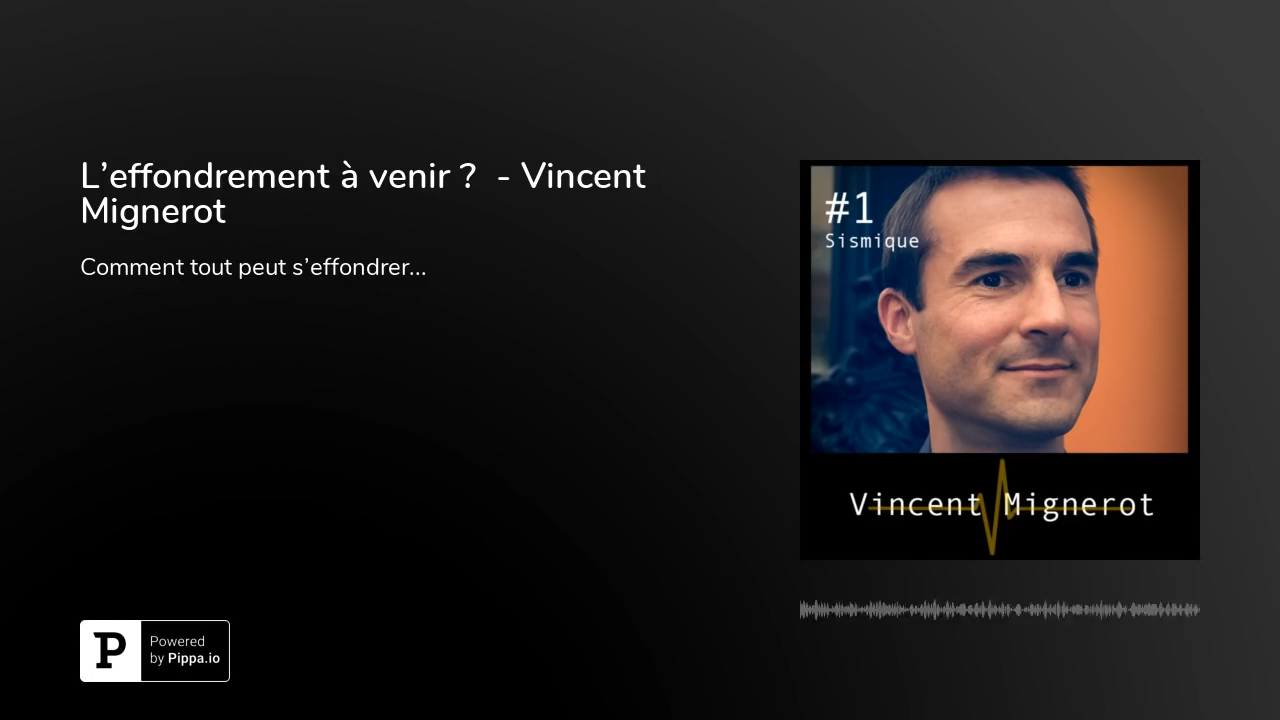 L’effondrement à venir ?  - Vincent
Mignerot
Comment tout peut s’effondrer...
#1
Sismique
Vincent Mignerot
P
Powered
by Pippa.io